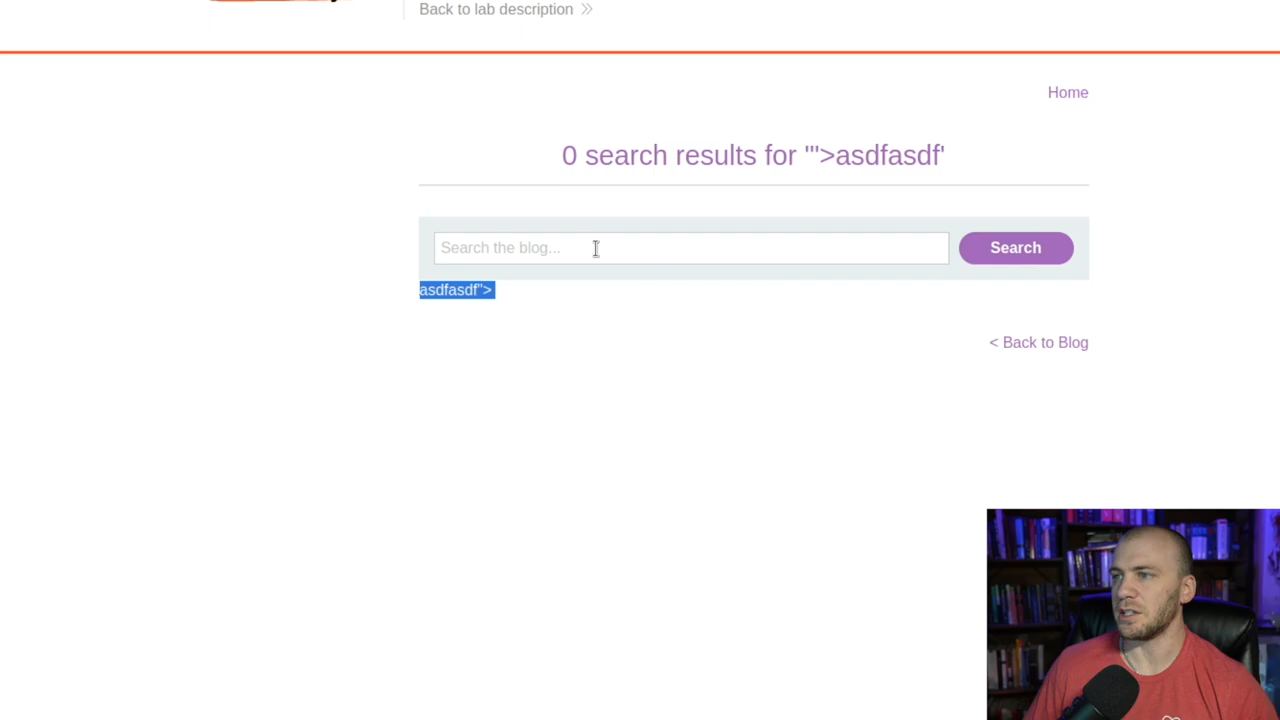 Back to lab description
Home
0 search results for '">asdfasdf'
Search the blog...
Search
asdfasdf">
< Back to Blog